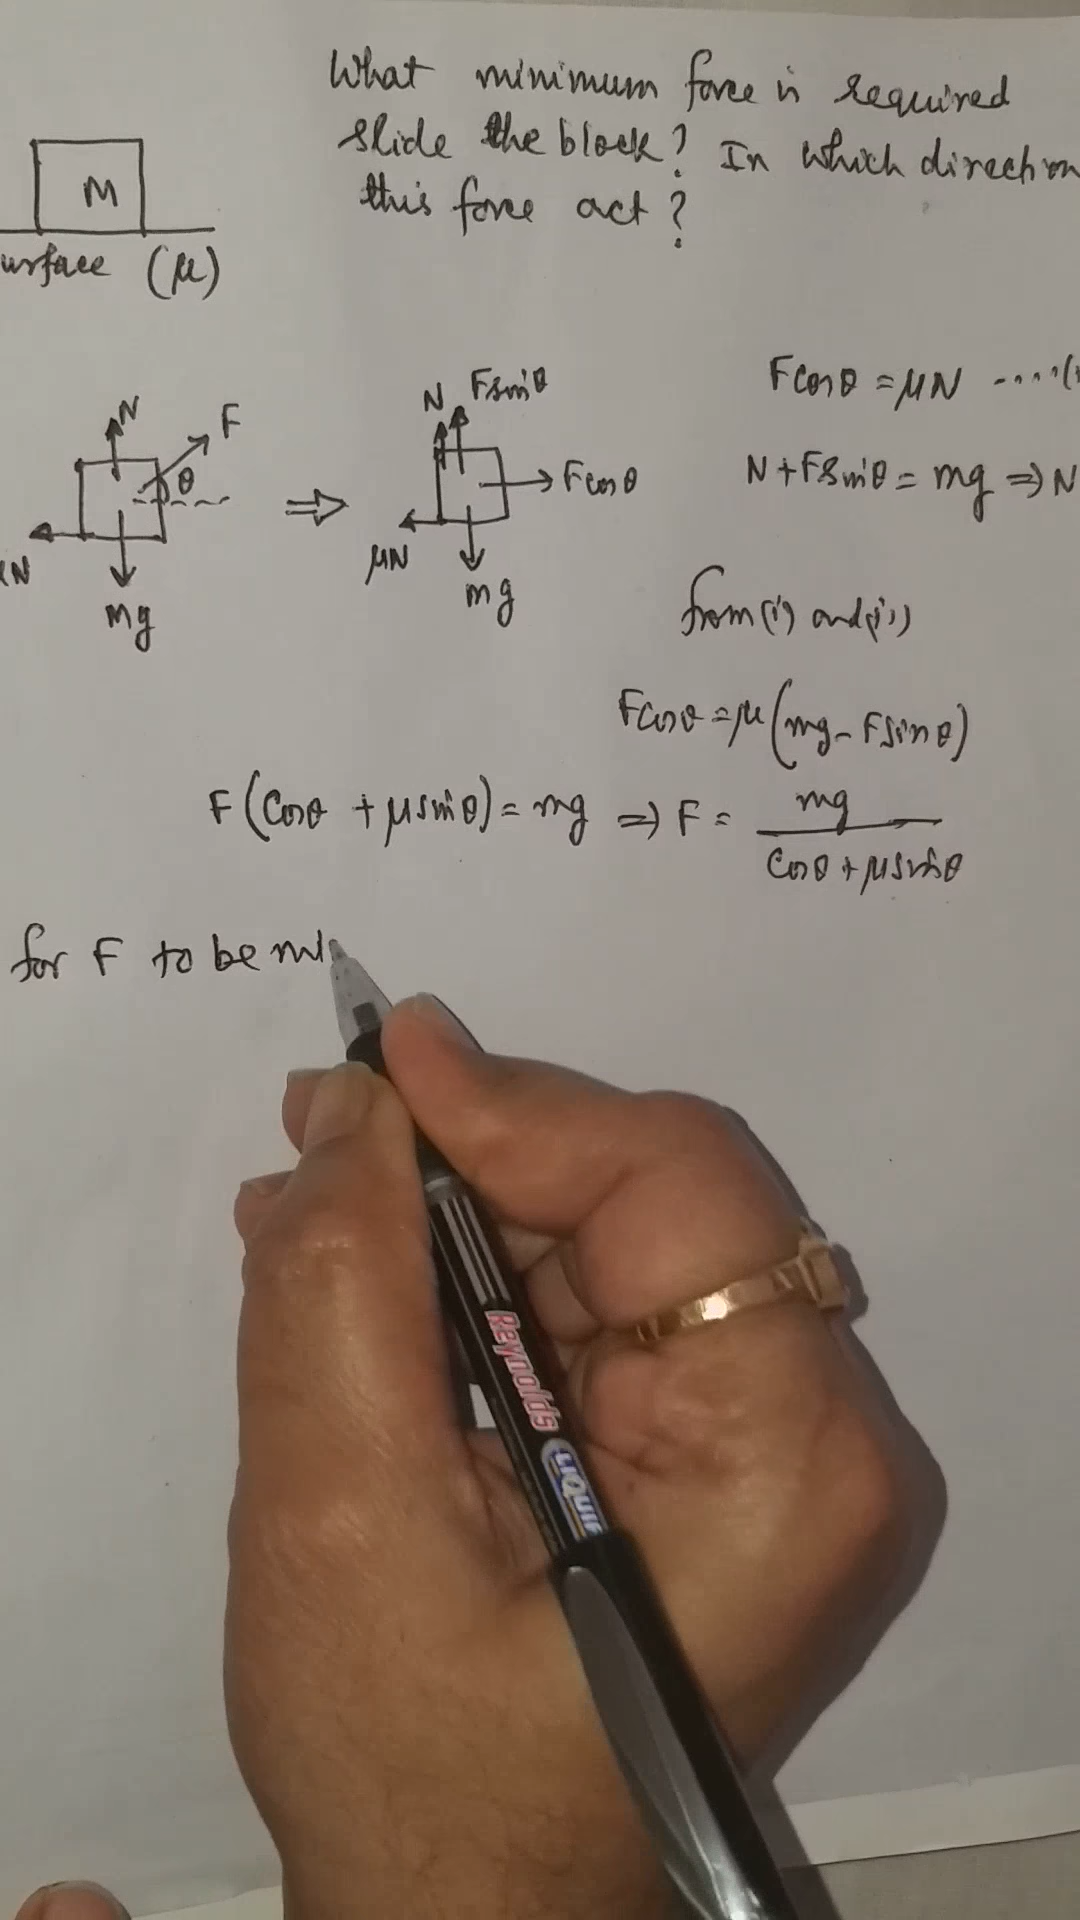 What minimum force is required
slide the block? In which direction
this force act?
M
urface (μ)
N
F
θ
μN
mg
⇒
N Fsinθ
Fcosθ
μN
mg
Fcosθ = μN ....(i
N + Fsinθ = mg ⇒ N
from (i) and (ii)
Fcosθ = μ(mg - Fsinθ)
F(Cosθ + μsinθ) = mg ⇒ F = mg / Cosθ + μsinθ
for F to be mi
Reynolds
LIQUI